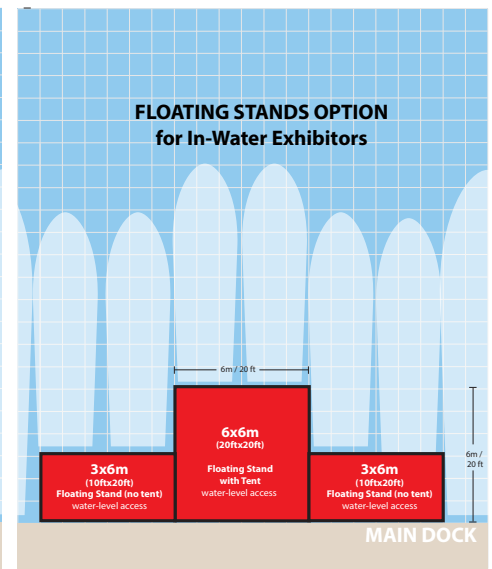 FLOATING STANDS OPTION
for In-Water Exhibitors
6m / 20 ft
6x6m
(20ftx20ft)
Floating Stand
with Tent
water-level access
3x6m
(10ftx20ft)
Floating Stand (no tent)
water-level access
3x6m
(10ftx20ft)
Floating Stand (no tent)
water-level access
6m /
20 ft
MAIN DOCK